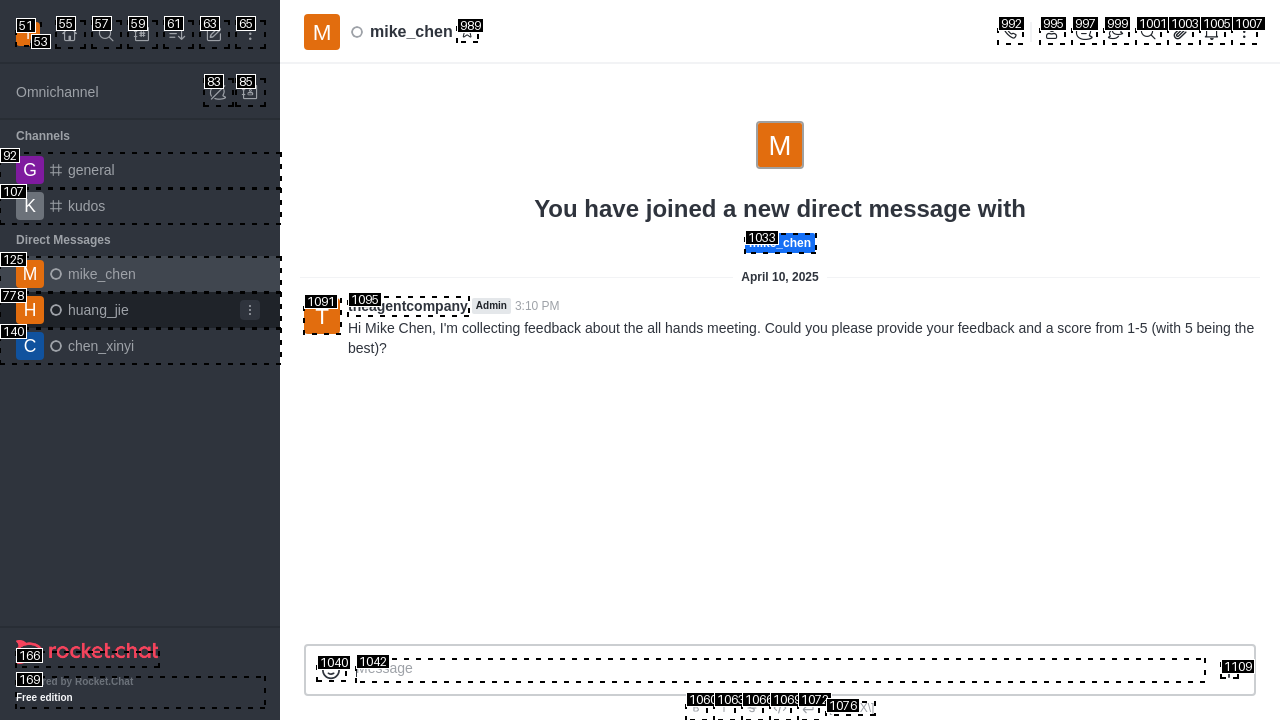 51
53
55
57
59
61
63
65
M
mike_chen
989
992
995
997
999
1001
1003
1005
1007
Omnichannel
83
85
Channels
92
G
general
107
K
kudos
Direct Messages
125
M
mike_chen
778
H
huang_jie
140
C
chen_xinyi
M
You have joined a new direct message with
1033
_chen
April 10, 2025
1091
T
1095
theagentcompany
Admin
3:10 PM
Hi Mike Chen, I'm collecting feedback about the all hands meeting. Could you please provide your feedback and a score from 1-5 (with 5 being the
best)?
1040
1042
Message
1109
1060
1063
1066
1069
1072
1076
166
rocket.chat
169
by Rocket.Chat
Free edition